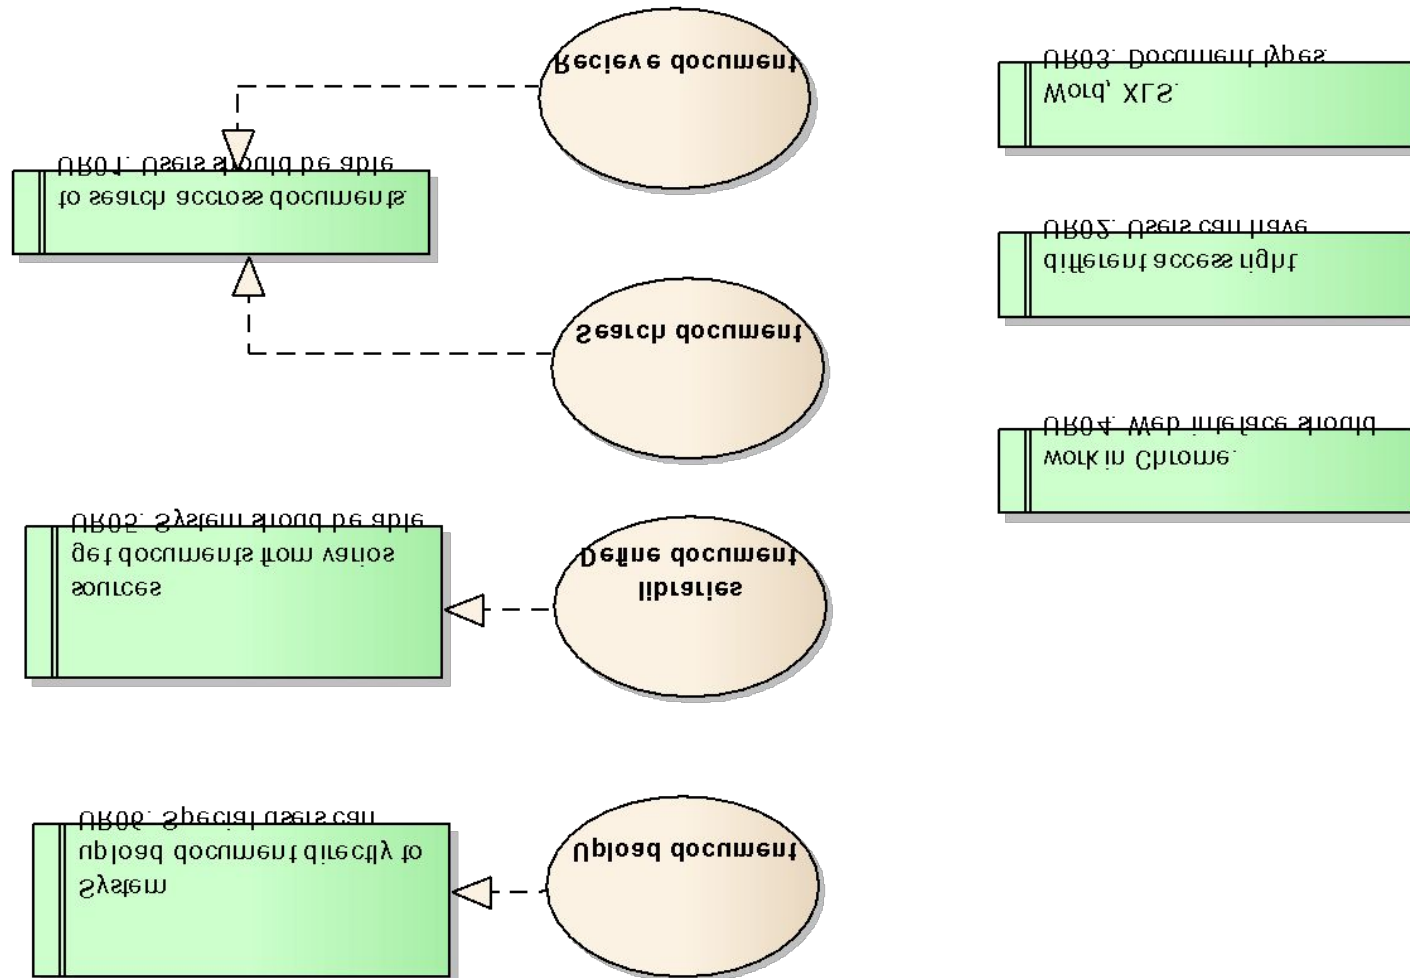 Recieve document
UR01. Users should be able
to search accross documents.
Search document
UR05. System should be able
get documents from varios
sources
Define document
libraries
UR06. Special users can
upload document directly to
System
Upload document
UR03. Document types.
Word, XLS.
UR02. Users can have
different access right
UR04. Web interface should
work in Chrome.